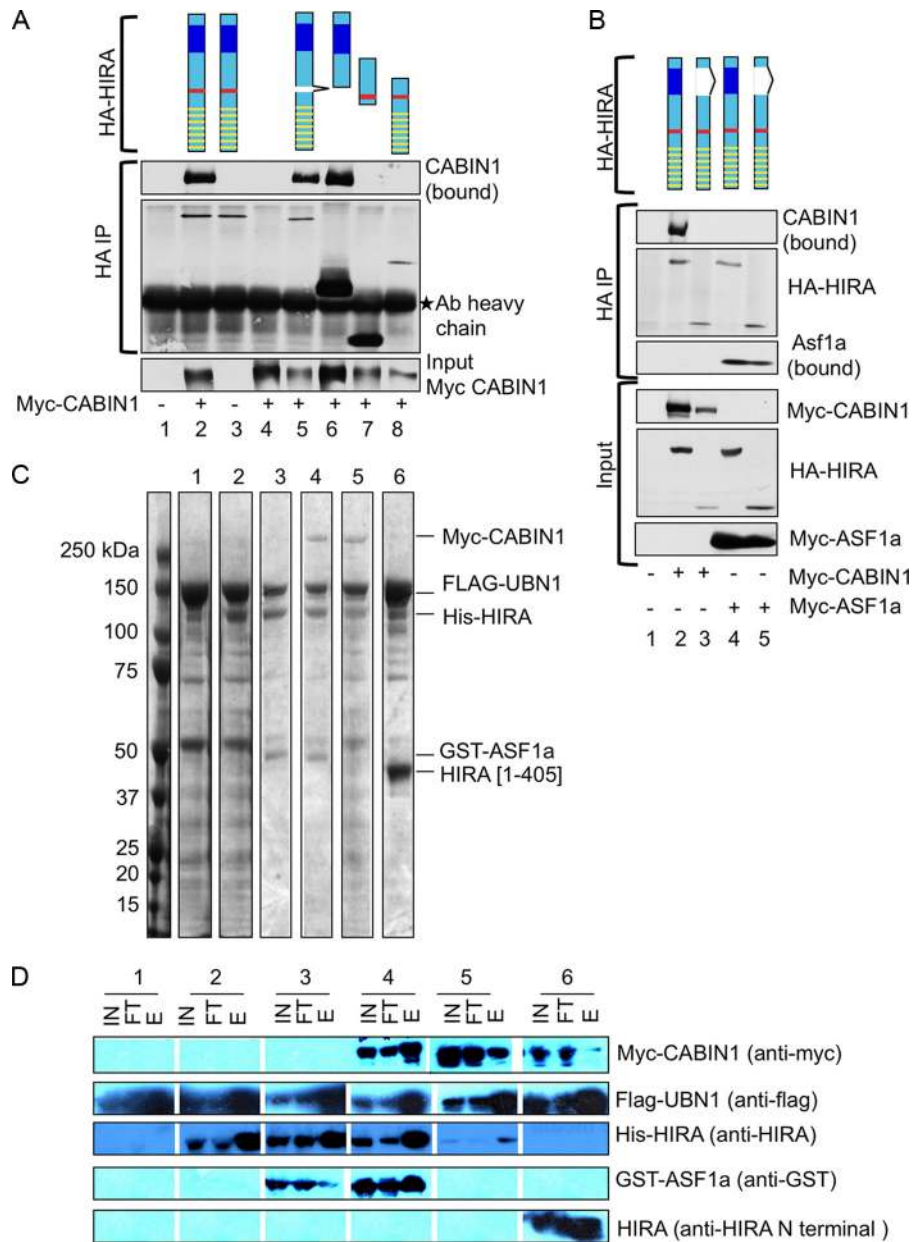 A
HA-HIRA
HA IP
CABIN1
(bound)
★Ab heavy
chain
Input
Myc CABIN1
Myc-CABIN1 - + - + + + + +
1 2 3 4 5 6 7 8
B
HA-HIRA
HA IP
CABIN1
(bound)
HA-HIRA
Asf1a
(bound)
Input
Myc-CABIN1
HA-HIRA
Myc-ASF1a
- + + - - Myc-CABIN1
- - - + + Myc-ASF1a
1 2 3 4 5
C
1 2 3 4 5 6
250 kDa
150
100
75
50
37
25
20
15
Myc-CABIN1
FLAG-UBN1
His-HIRA
GST-ASF1a
HIRA [1-405]
D
1 2 3 4 5 6
IN FT E IN FT E IN FT E IN FT E IN FT E IN FT E
Myc-CABIN1 (anti-myc)
Flag-UBN1 (anti-flag)
His-HIRA (anti-HIRA)
GST-ASF1a (anti-GST)
HIRA (anti-HIRA N terminal )